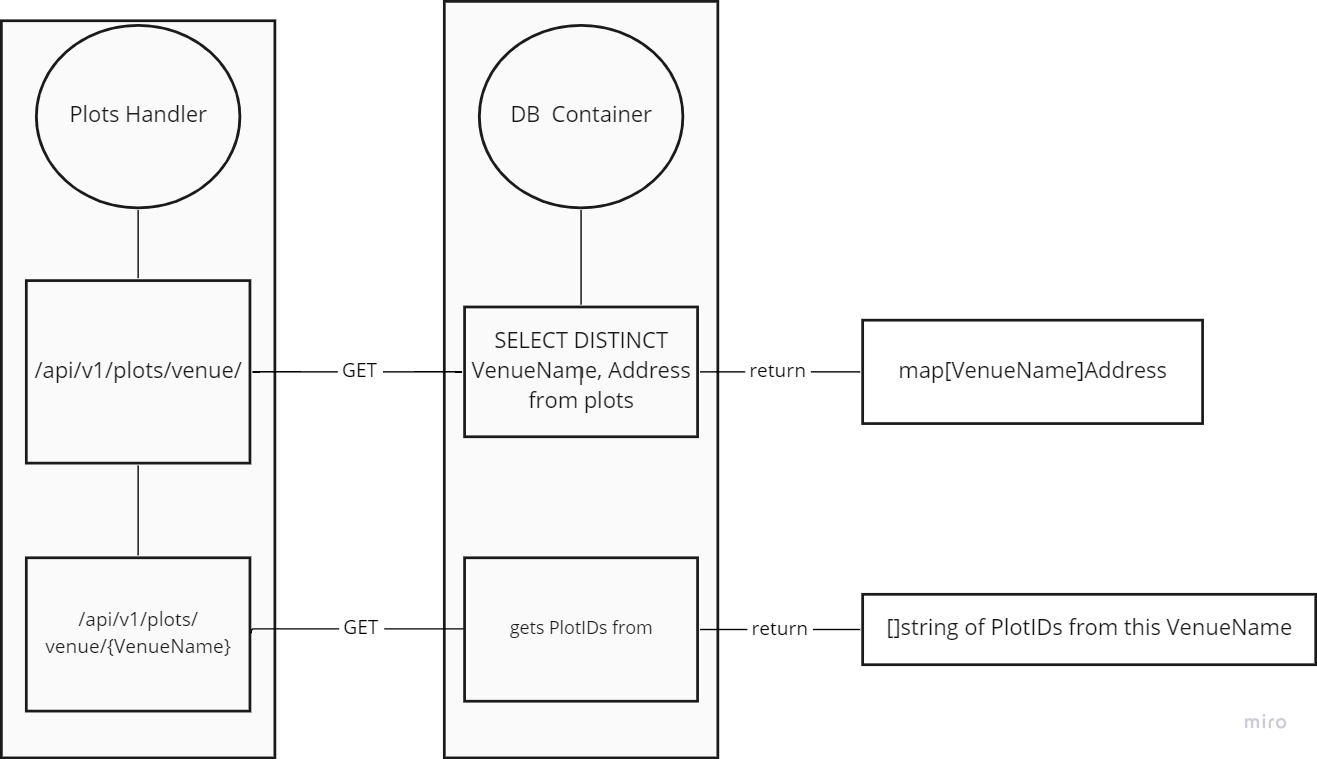 Plots Handler
DB  Container
/api/v1/plots/venue/
GET
SELECT DISTINCT
VenueName, Address
from plots
return
map[VenueName]Address
/api/v1/plots/
venue/{VenueName}
GET
gets PlotIDs from
return
[]string of PlotIDs from this VenueName
miro